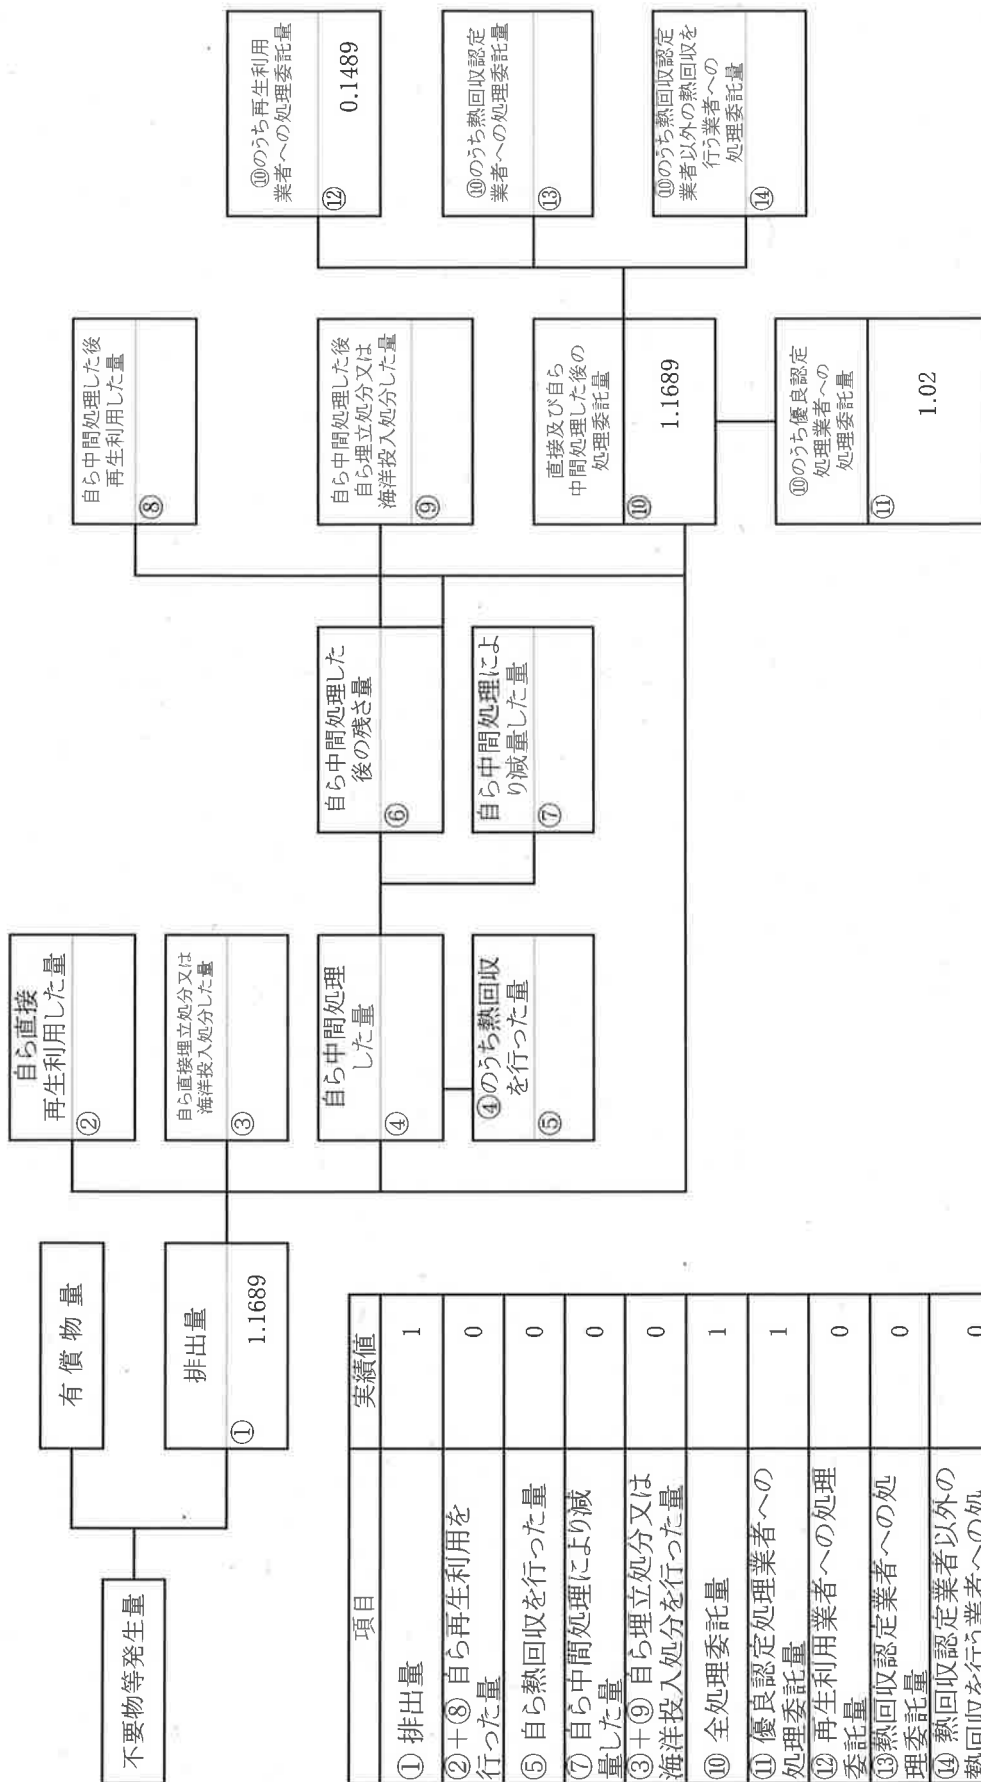 不要物等発生量
有償物量
排出量
①
1.1689
自ら直接
再生利用した量
②
自ら直接埋立処分又は
海洋投入処分した量
③
自ら中間処理
した量
④
④のうち熱回収
を行った量
⑤
自ら中間処理した
後の残さ量
⑥
自ら中間処理によ
り減量した量
⑦
自ら中間処理した後
再生利用した量
⑧
自ら中間処理した後
自ら埋立処分又は
海洋投入処分した量
⑨
直接及び自ら
中間処理した後の
処理委託量
⑩
1.1689
⑩のうち優良認定
処理業者への
処理委託量
⑪
1.02
⑩のうち再生利用
業者への処理委託量
⑫
0.1489
⑩のうち熱回収認定
業者への処理委託量
⑬
⑩のうち熱回収認定
業者以外の熱回収を
行う業者への
処理委託量
⑭
項目 実績値
①排出量 1
②+⑧ 自ら再生利用を
行った量 0
⑤ 自ら熱回収を行った量 0
⑦ 自ら中間処理により減
量した量 0
③+⑨ 自ら埋立処分又は
海洋投入処分を行った量 0
⑩ 全処理委託量 1
⑪ 優良認定処理業者への
処理委託量 1
⑫ 再生利用業者への処理
委託量 0
⑬熱回収認定業者への処
理委託量 0
⑭ 熱回収認定業者以外の
熱回収を行う業者への処 0